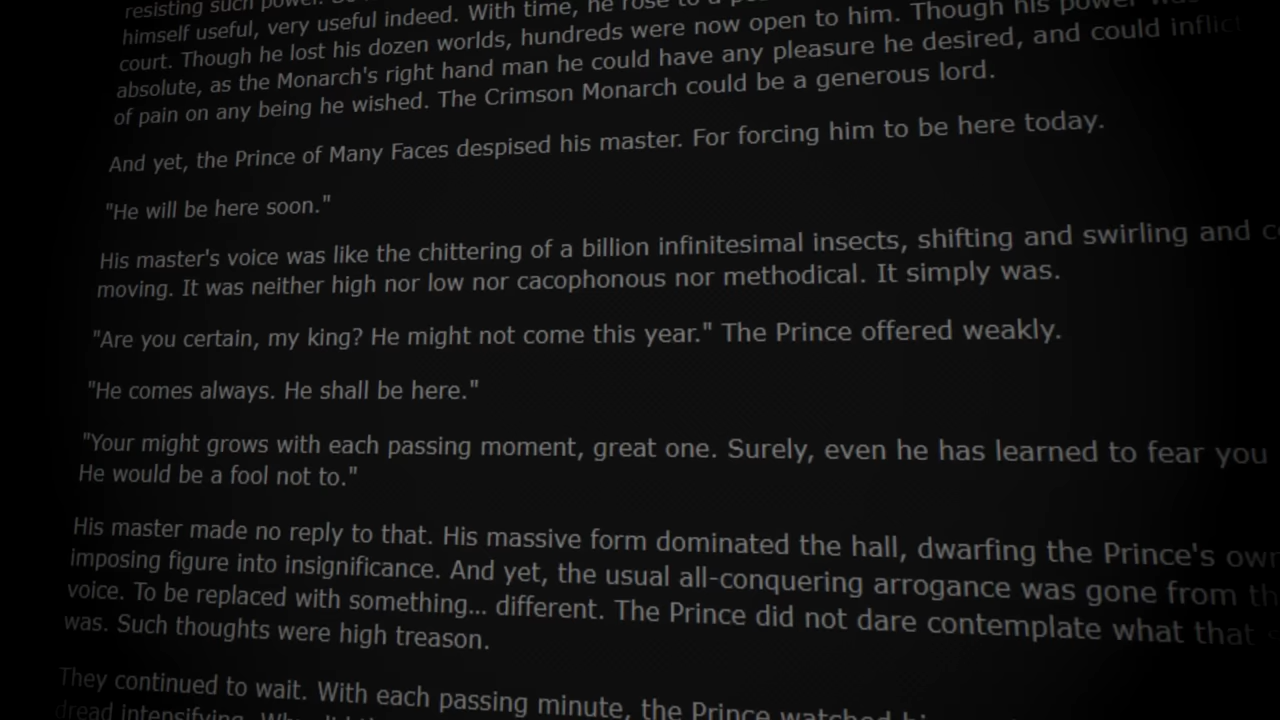 resisting such power.
himself useful, very useful indeed. With time, he rose to a
court. Though he lost his dozen worlds, hundreds were now open to him. Though his power
absolute, as the Monarch's right hand man he could have any pleasure he desired, and could inflict
of pain on any being he wished. The Crimson Monarch could be a generous lord.
And yet, the Prince of Many Faces despised his master. For forcing him to be here today.
"He will be here soon."
His master's voice was like the chittering of a billion infinitesimal insects, shifting and swirling and
moving. It was neither high nor low nor cacophonous nor methodical. It simply was.
"Are you certain, my king? He might not come this year." The Prince offered weakly.
"He comes always. He shall be here."
"Your might grows with each passing moment, great one. Surely, even he has learned to fear you
He would be a fool not to."
His master made no reply to that. His massive form dominated the hall, dwarfing the Prince's own
imposing figure into insignificance. And yet, the usual all-conquering arrogance was gone from
voice. To be replaced with something... different. The Prince did not dare contemplate what that
was. Such thoughts were high treason.
They continued to wait. With each passing minute, the Prince watched
dread intensifying.